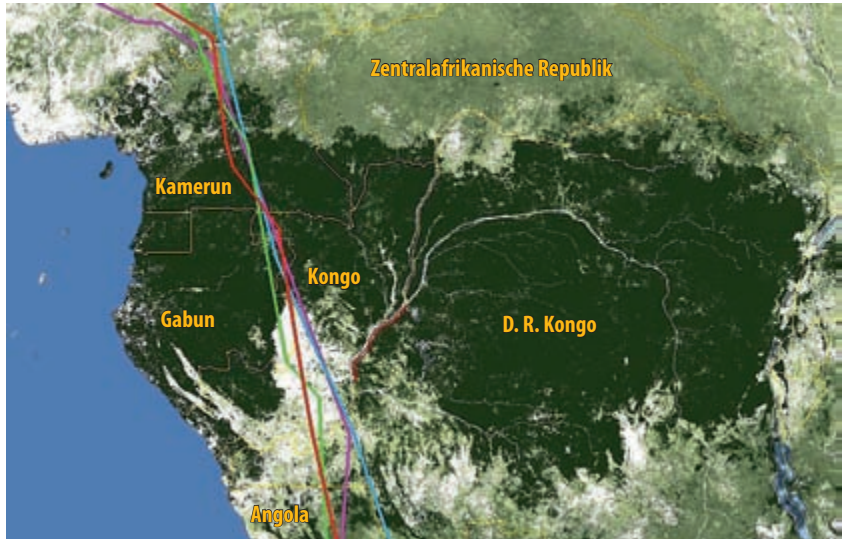 Zentralafrikanische Republik
Kamerun
Kongo
Gabun
D. R. Kongo
Angola